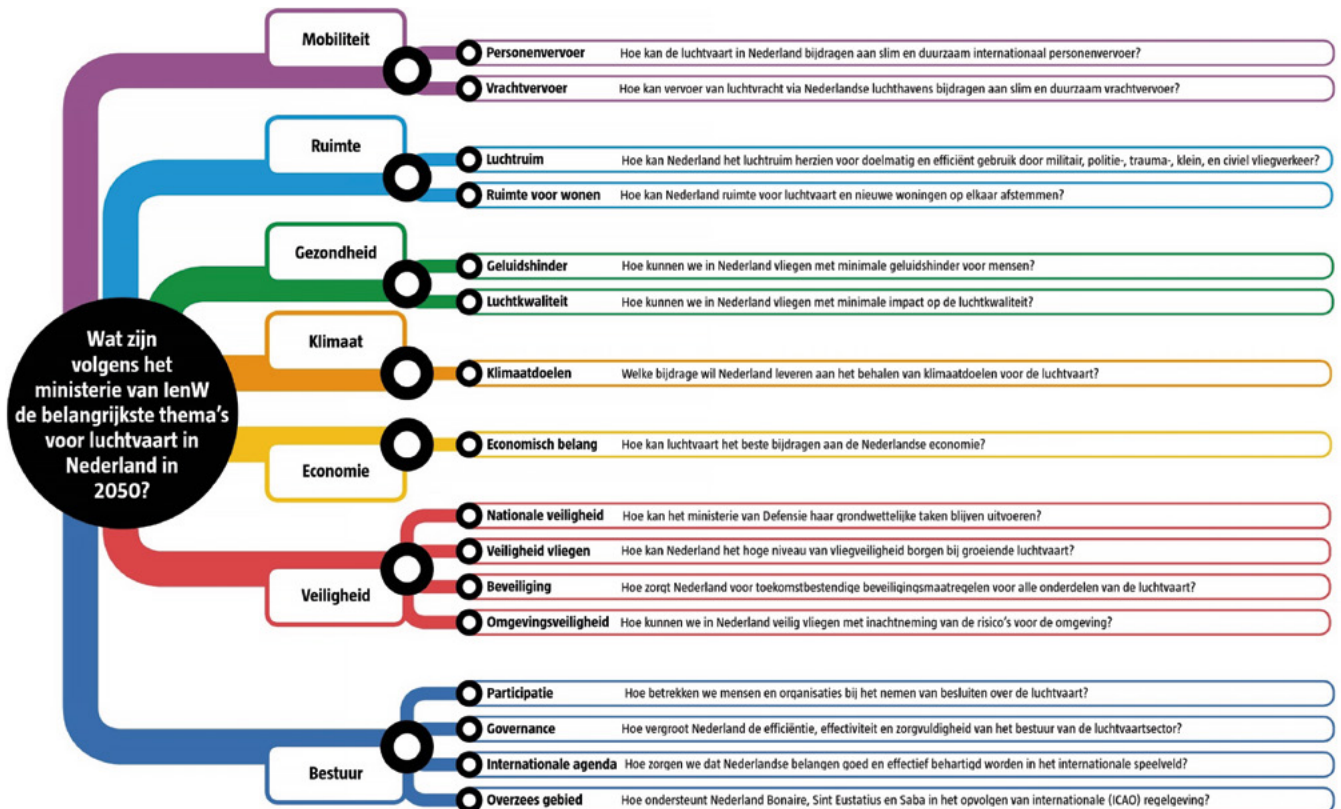 Wat zijn
volgens het
ministerie van IenW
de belangrijkste thema's
voor luchtvaart in
Nederland in
2050?
Mobiliteit
Personenvervoer Hoe kan de luchtvaart in Nederland bijdragen aan slim en duurzaam internationaal personenvervoer?
Vrachtvervoer Hoe kan vervoer van luchtvracht via Nederlandse luchthavens bijdragen aan slim en duurzaam vrachtvervoer?
Ruimte
Luchtruim Hoe kan Nederland het luchtruim herzien voor doelmatig en efficiënt gebruik door militair, politie-, trauma-, klein, en civiel vliegverkeer?
Ruimte voor wonen Hoe kan Nederland ruimte voor luchtvaart en nieuwe woningen op elkaar afstemmen?
Gezondheid
Geluidshinder Hoe kunnen we in Nederland vliegen met minimale geluidshinder voor mensen?
Luchtkwaliteit Hoe kunnen we in Nederland vliegen met minimale impact op de luchtkwaliteit?
Klimaat
Klimaatdoelen Welke bijdrage wil Nederland leveren aan het behalen van klimaatdoelen voor de luchtvaart?
Economisch belang Hoe kan luchtvaart het beste bijdragen aan de Nederlandse economie?
Economie
Nationale veiligheid Hoe kan het ministerie van Defensie haar grondwettelijke taken blijven uitvoeren?
Veiligheid vliegen Hoe kan Nederland het hoge niveau van vliegveiligheid borgen bij groeiende luchtvaart?
Beveiliging Hoe zorgt Nederland voor toekomstbestendige beveiligingsmaatregelen voor alle onderdelen van de luchtvaart?
Veiligheid
Omgevingsveiligheid Hoe kunnen we in Nederland veilig vliegen met inachtneming van de risico's voor de omgeving?
Participatie Hoe betrekken we mensen en organisaties bij het nemen van besluiten over de luchtvaart?
Governance Hoe vergroot Nederland de efficiëntie, effectiviteit en zorgvuldigheid van het bestuur van de luchtvaartsector?
Internationale agenda Hoe zorgen we dat Nederlandse belangen goed en effectief behartigd worden in het internationale speelveld?
Bestuur
Overzees gebied Hoe ondersteunt Nederland Bonaire, Sint Eustatius en Saba in het opvolgen van internationale (ICAO) regelgeving?